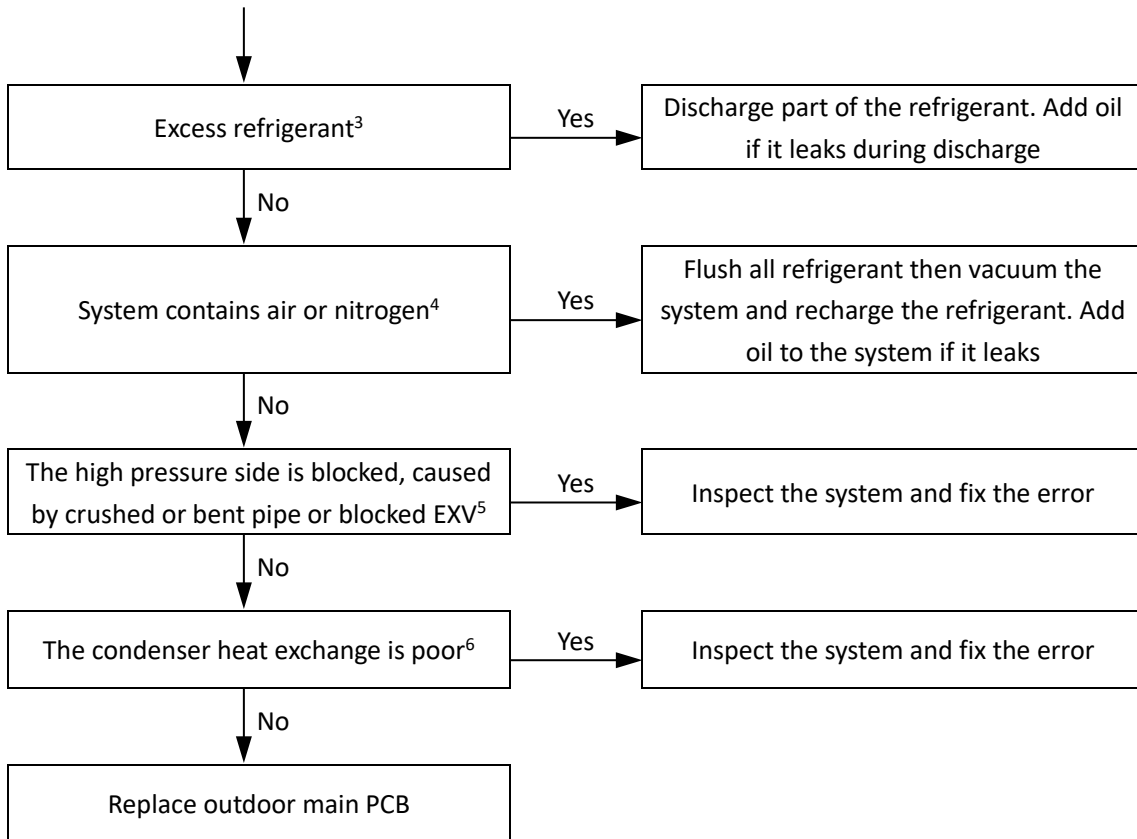 Excess refrigerant³
Yes
Discharge part of the refrigerant. Add oil
if it leaks during discharge
No
System contains air or nitrogen⁴
Yes
Flush all refrigerant then vacuum the
system and recharge the refrigerant. Add
oil to the system if it leaks
No
The high pressure side is blocked, caused
by crushed or bent pipe or blocked EXV⁵
Yes
Inspect the system and fix the error
No
The condenser heat exchange is poor⁶
Yes
Inspect the system and fix the error
No
Replace outdoor main PCB